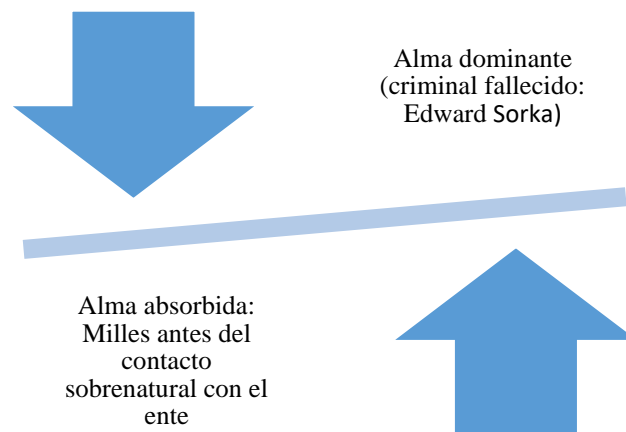 Alma dominante
(criminal fallecido:
Edward Sorka)
Alma absorbida:
Milles antes del
contacto
sobrenatural con el
ente